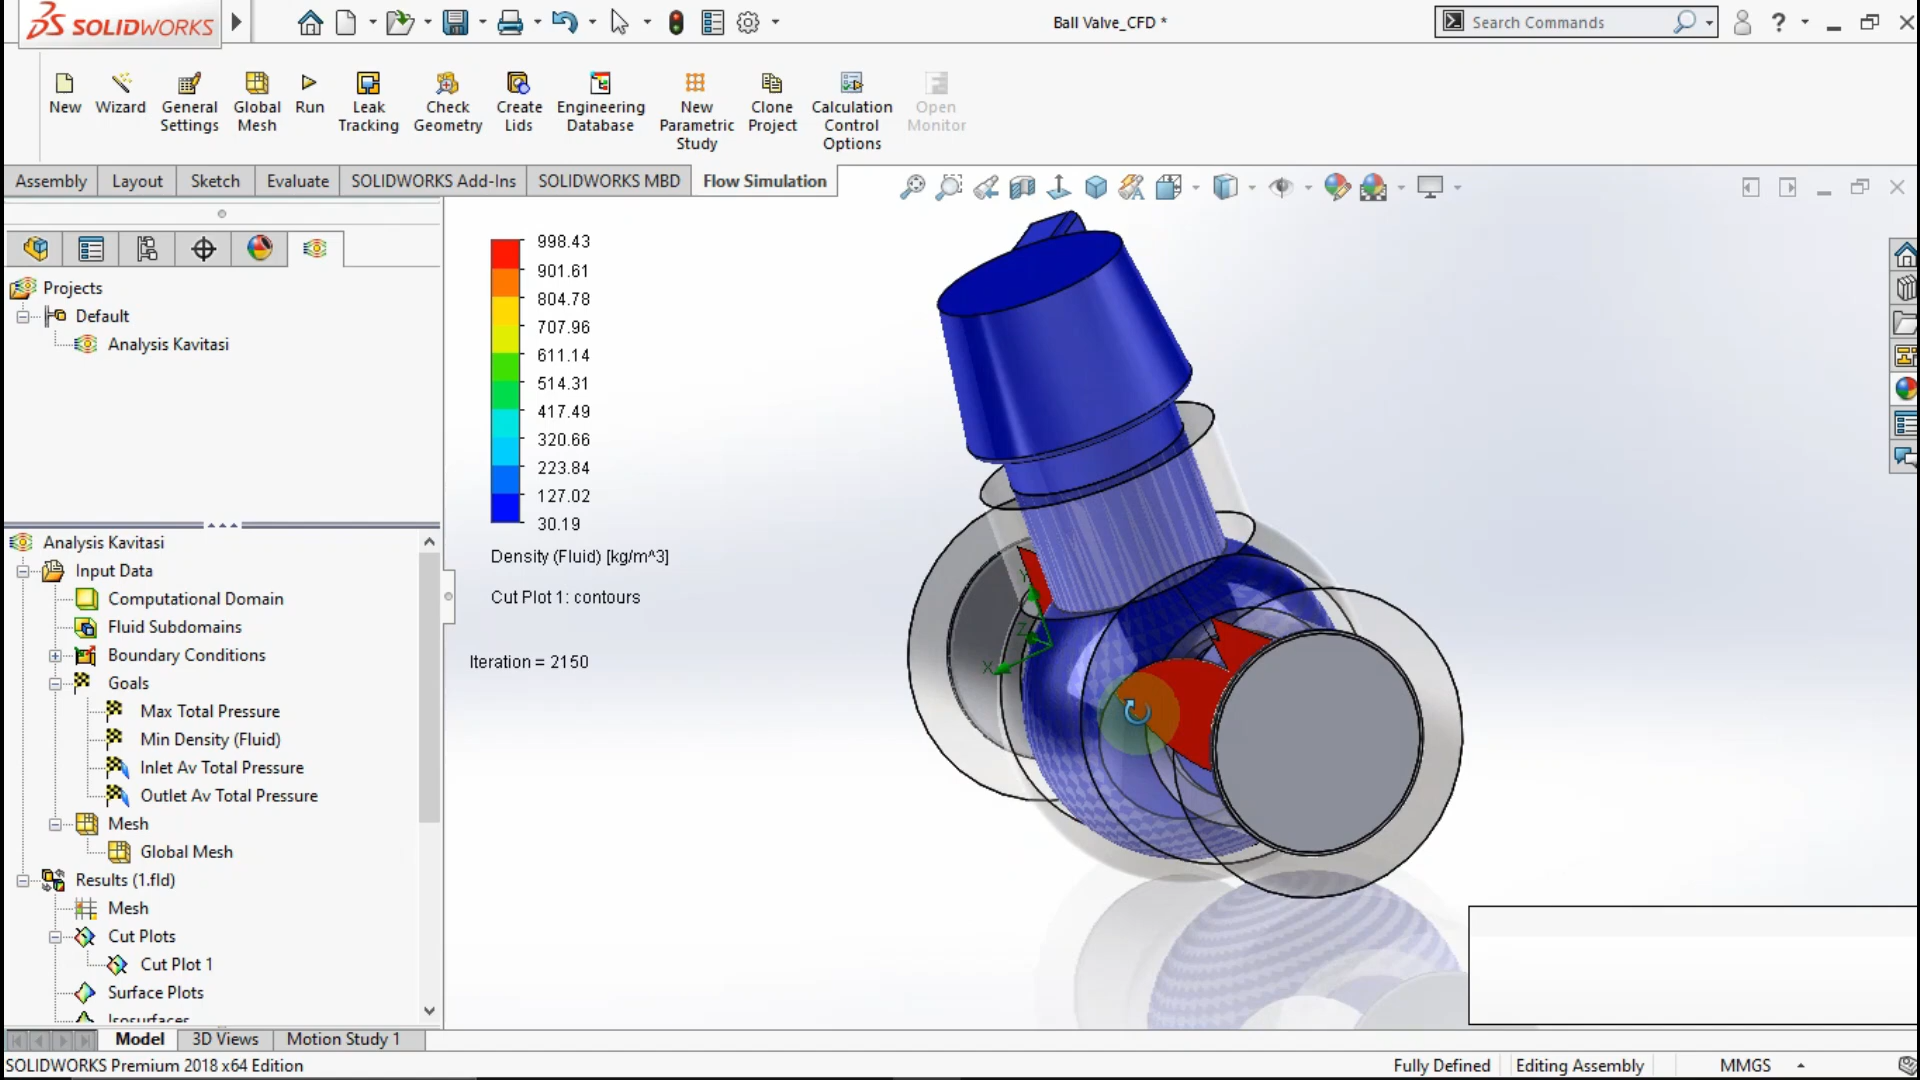 SOLIDWORKS
Ball Valve_CFD *
Search Commands
?
New
Wizard
General Settings
Global Mesh
Run
Leak Tracking
Check Geometry
Create Lids
Engineering Database
New Parametric Study
Clone Project
Calculation Control Options
Open Monitor
Assembly
Layout
Sketch
Evaluate
SOLIDWORKS Add-Ins
SOLIDWORKS MBD
Flow Simulation
Projects
Default
Analysis Kavitasi
Analysis Kavitasi
Input Data
Computational Domain
Fluid Subdomains
Boundary Conditions
Goals
Max Total Pressure
Min Density (Fluid)
Inlet Av Total Pressure
Outlet Av Total Pressure
Mesh
Global Mesh
Results (1.fld)
Mesh
Cut Plots
Cut Plot 1
Surface Plots
Isosurfaces
998.43
901.61
804.78
707.96
611.14
514.31
417.49
320.66
223.84
127.02
30.19
Density (Fluid) [kg/m^3]
Cut Plot 1: contours
Iteration = 2150
Y
Z
X
Model
3D Views
Motion Study 1
SOLIDWORKS Premium 2018 x64 Edition
Fully Defined
Editing Assembly
MMGS